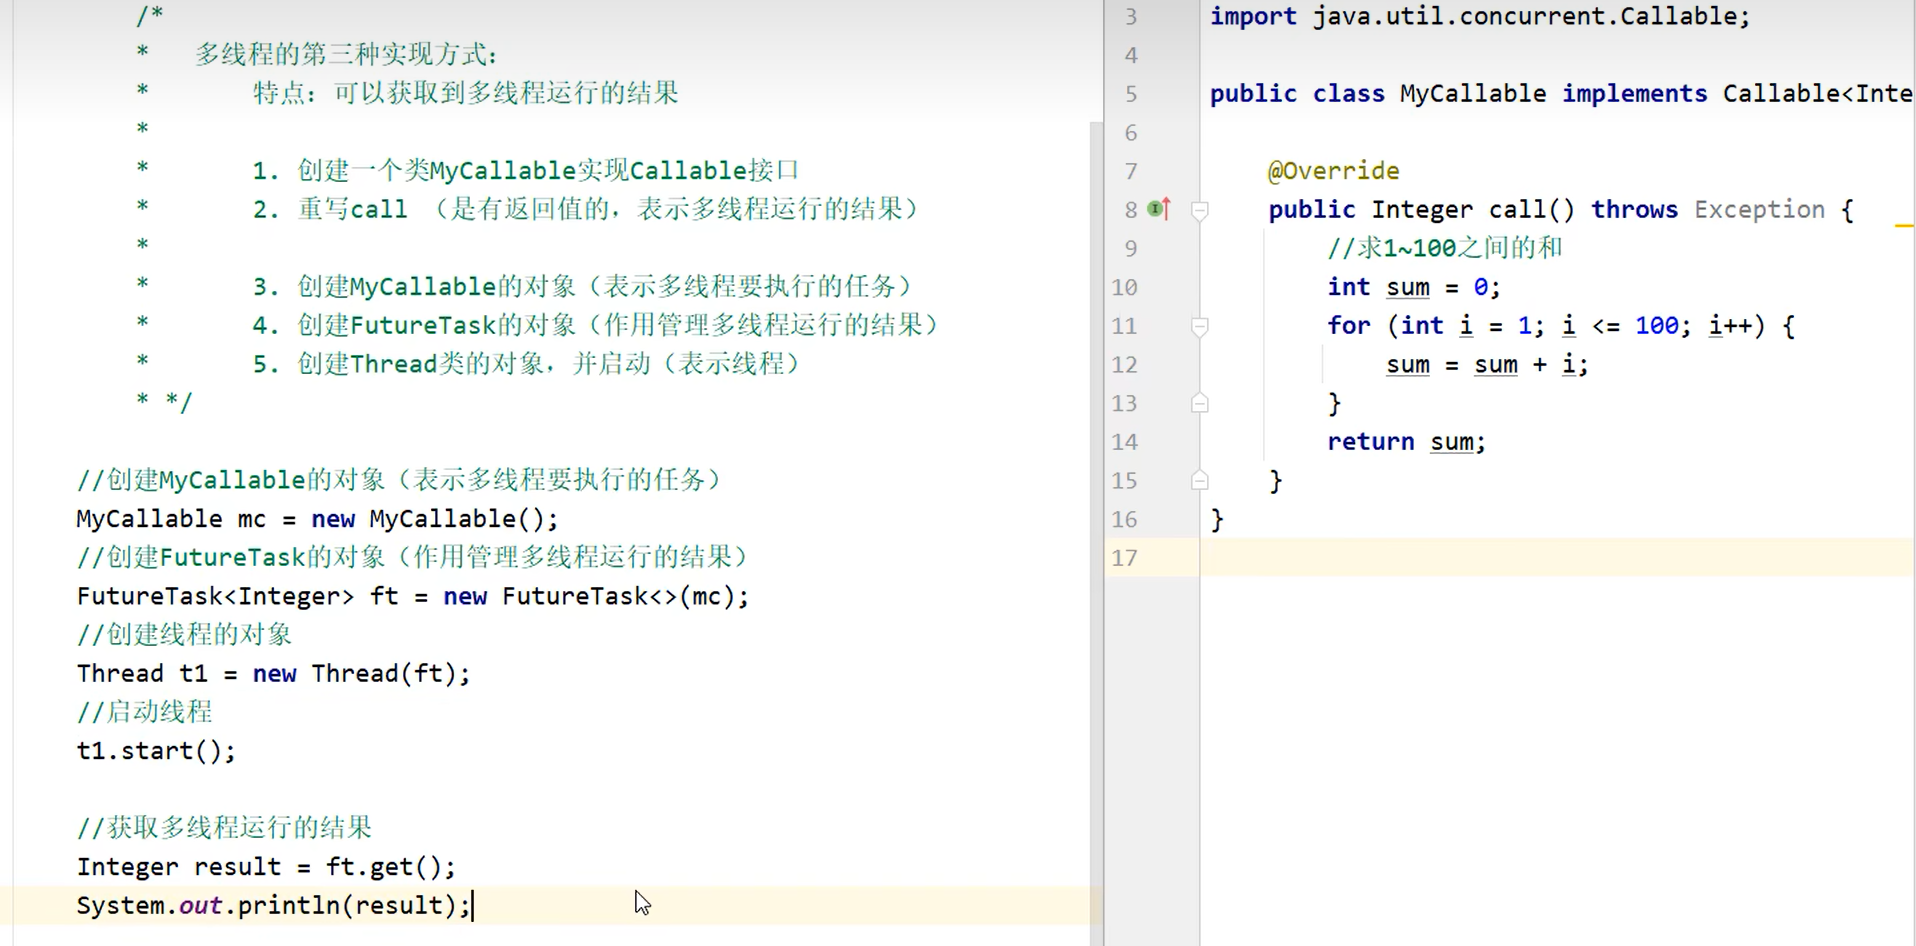 /*
* 多线程的第三种实现方式：
* 特点：可以获取到多线程运行的结果
*
* 1. 创建一个类MyCallable实现Callable接口
* 2. 重写call （是有返回值的，表示多线程运行的结果）
*
* 3. 创建MyCallable的对象（表示多线程要执行的任务）
* 4. 创建FutureTask的对象（作用管理多线程运行的结果）
* 5. 创建Thread类的对象，并启动（表示线程）
* */
//创建MyCallable的对象（表示多线程要执行的任务）
MyCallable mc = new MyCallable();
//创建FutureTask的对象（作用管理多线程运行的结果）
FutureTask<Integer> ft = new FutureTask<>(mc);
//创建线程的对象
Thread t1 = new Thread(ft);
//启动线程
t1.start();
//获取多线程运行的结果
Integer result = ft.get();
System.out.println(result);
3 import java.util.concurrent.Callable;
4
5 public class MyCallable implements Callable<Inte
6
7 @Override
8 public Integer call() throws Exception {
9 //求1~100之间的和
10 int sum = 0;
11 for (int i = 1; i <= 100; i++) {
12 sum = sum + i;
13 }
14 return sum;
15 }
16 }
17